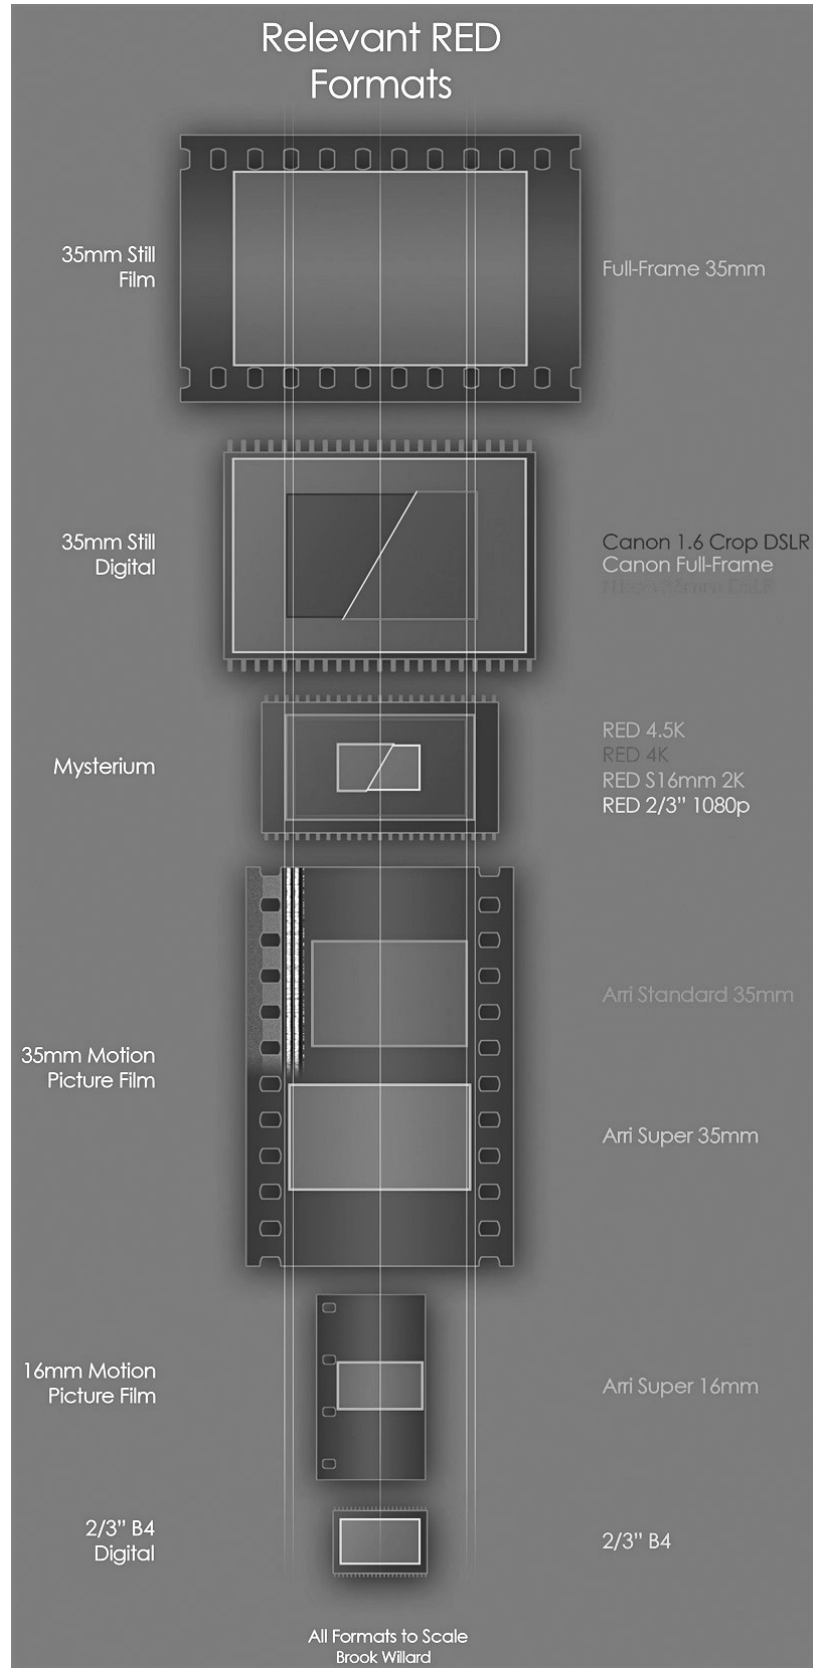 Relevant RED
Formats
35mm Still
Film
Full-Frame 35mm
35mm Still
Digital
Canon 1.6 Crop DSLR
Canon Full-Frame
Mysterium
RED 4.5K
RED 4K
RED S16mm 2K
RED 2/3” 1080p
35mm Motion
Picture Film
Arri Standard 35mm
Arri Super 35mm
16mm Motion
Picture Film
Arri Super 16mm
2/3” B4
Digital
2/3” B4
All Formats to Scale
Brook Willard